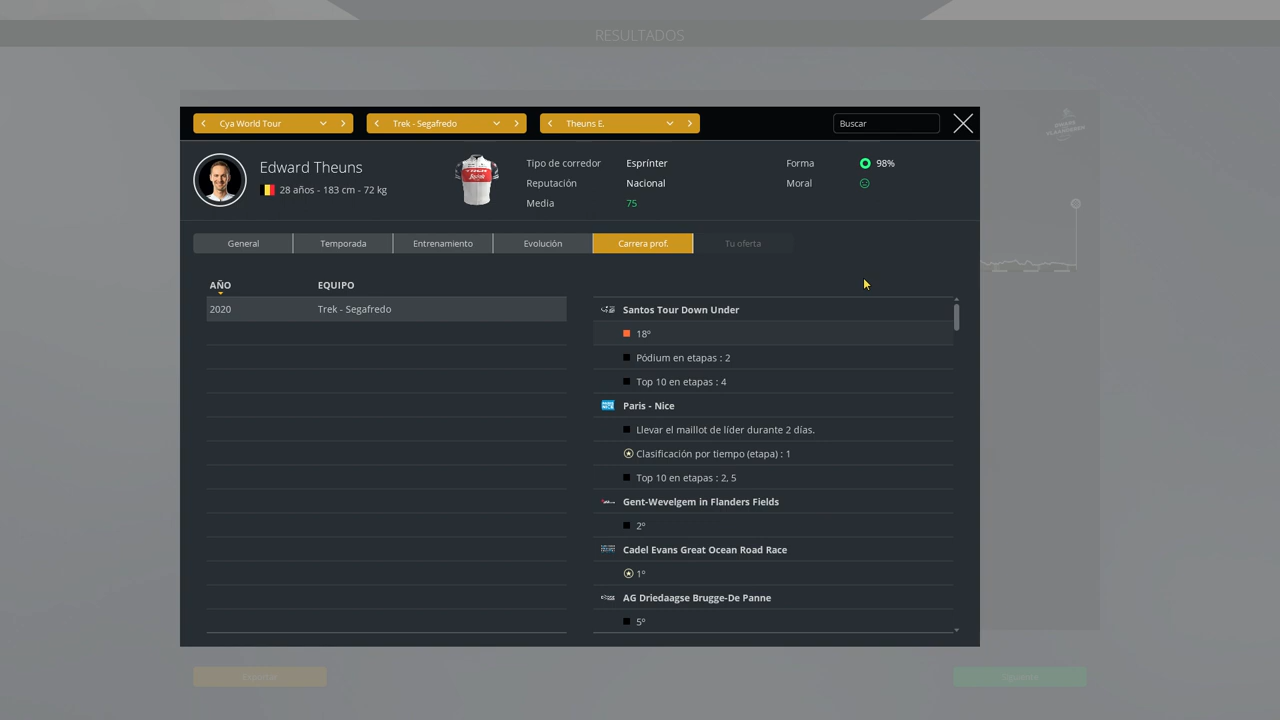 RESULTADOS
Cya World Tour
Trek - Segafredo
Theuns E.
Buscar
Edward Theuns
28 años - 183 cm - 72 kg
Tipo de corredor Esprínter
Reputación Nacional
Media 75
Forma 98%
Moral
General
Temporada
Entrenamiento
Evolución
Carrera prof.
Tu oferta
AÑO EQUIPO
2020 Trek - Segafredo
Santos Tour Down Under
18º
Pódium en etapas : 2
Top 10 en etapas : 4
Paris - Nice
Llevar el maillot de líder durante 2 días.
Clasificación por tiempo (etapa) : 1
Top 10 en etapas : 2, 5
Gent-Wevelgem in Flanders Fields
2º
Cadel Evans Great Ocean Road Race
1º
AG Driedaagse Brugge-De Panne
5º
Siguiente